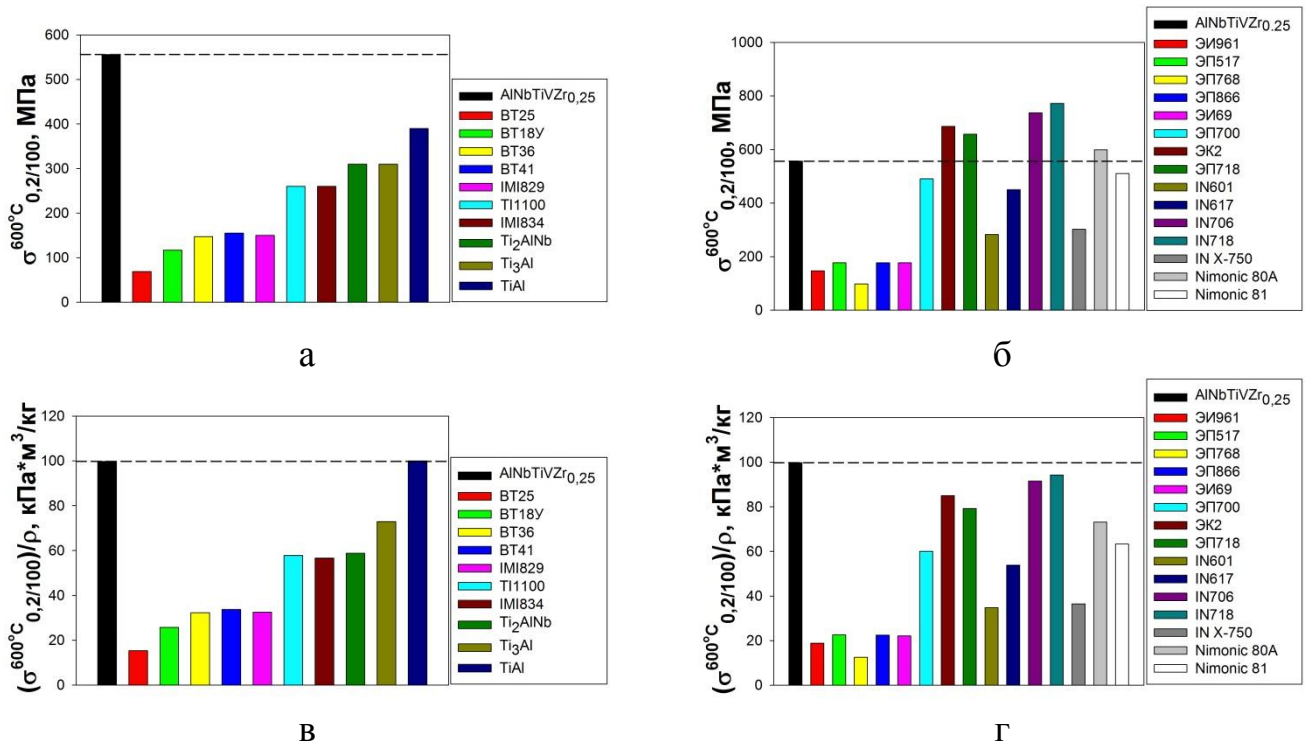 σ600°C0,2/100, МПа
600
500
400
300
200
100
0
AlNbTiVZr0,25
ВТ25
ВТ18У
ВТ36
ВТ41
IMI829
TI1100
IMI834
Ti2AlNb
Ti3Al
TiAl
а
σ600°C0,2/100, МПа
1000
800
600
400
200
0
AlNbTiVZr0.25
ЭИ961
ЭП517
ЭП768
ЭП866
ЭИ69
ЭП700
ЭК2
ЭП718
IN601
IN617
IN706
IN718
IN X-750
Nimonic 80A
Nimonic 81
б
(σ600°C0,2/100)/ρ, кПа*м3/кг
120
100
80
60
40
20
0
AlNbTiVZr0,25
ВТ25
ВТ18У
ВТ36
ВТ41
IMI829
TI1100
IMI834
Ti2AlNb
Ti3Al
TiAl
в
(σ600°C0,2/100)/ρ, кПа*м3/кг
120
100
80
60
40
20
0
AlNbTiVZr0,25
ЭИ961
ЭП517
ЭП768
ЭП866
ЭИ69
ЭП700
ЭК2
ЭП718
IN601
IN617
IN706
IN718
IN X-750
Nimonic 80A
Nimonic 81
г